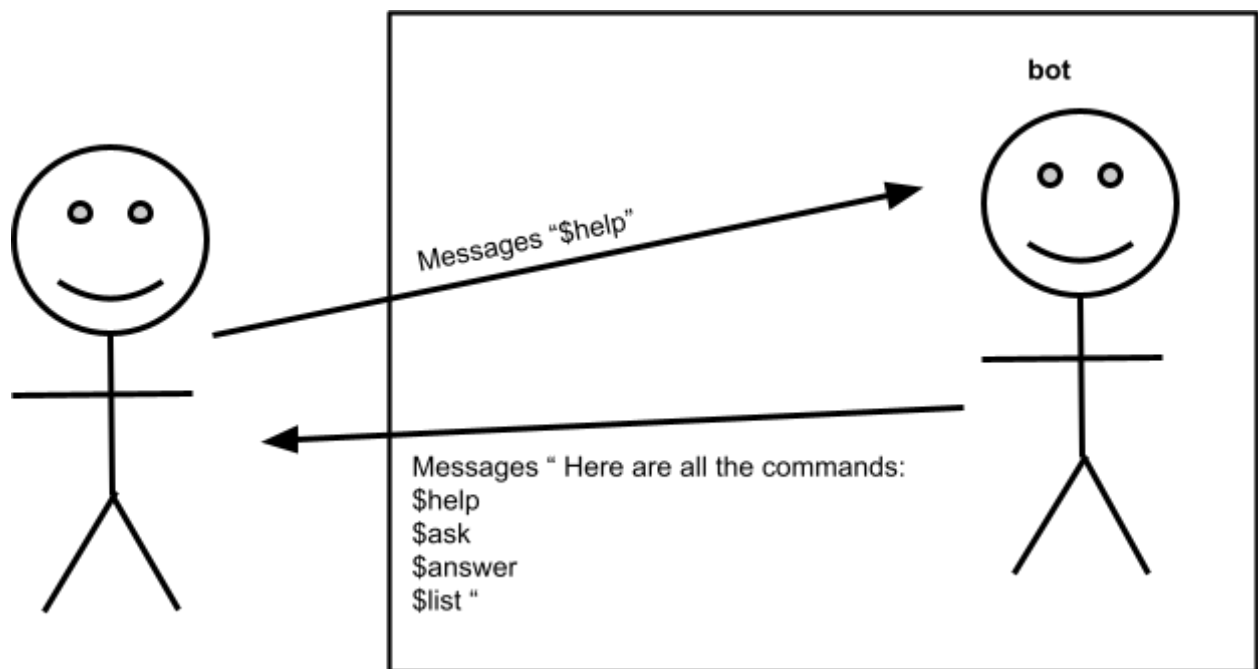 bot
Messages “$help”
Messages “ Here are all the commands:
$help
$ask
$answer
$list “